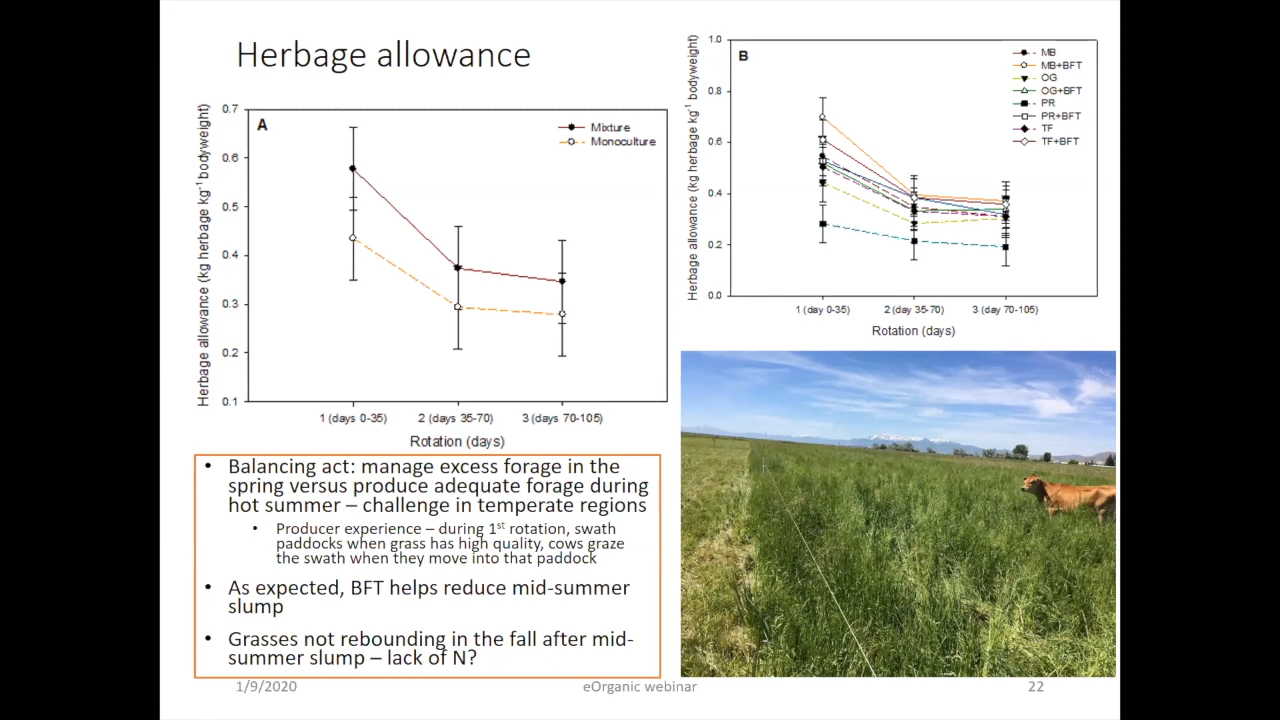 Herbage allowance
Herbage allowance (kg herbage kg-1 bodyweight)
0.7
0.6
0.5
0.4
0.3
0.2
0.1
A
Mixture
Monoculture
1 (days 0-35)
2 (days 35-70)
3 (days 70-105)
Rotation (days)
Herbage allowance (kg herbage kg-1 bodyweight)
1.0
0.8
0.6
0.4
0.2
0.0
B
MB
MB+BFT
OG
OG+BFT
PR
PR+BFT
TF
TF+BFT
1 (day 0-35)
2 (day 35-70)
3 (day 70-105)
Rotation (days)
• Balancing act: manage excess forage in the
spring versus produce adequate forage during
hot summer – challenge in temperate regions
• Producer experience – during 1st rotation, swath
paddocks when grass has high quality, cows graze
the swath when they move into that paddock
• As expected, BFT helps reduce mid-summer
slump
• Grasses not rebounding in the fall after mid-
summer slump – lack of N?
1/9/2020
eOrganic webinar
22